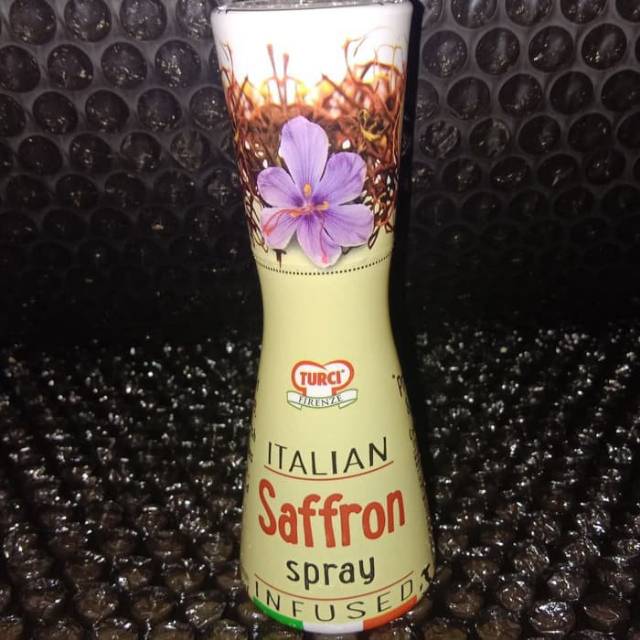 TURCI
FIRENZE
ITALIAN
Saffron
spray
INFUSED